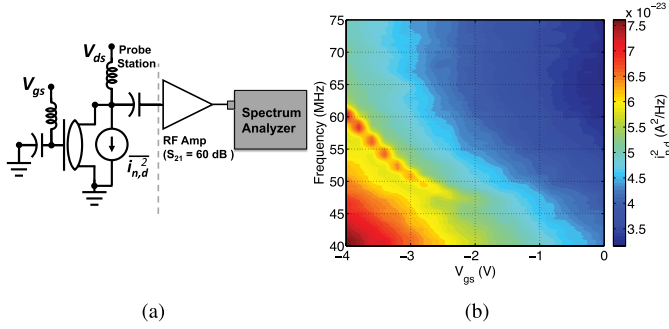 V_ds
Probe
Station
V_gs
i_n,d^2
RF Amp
(S_21 = 60 dB )
Spectrum
Analyzer
(a)
75
70
65
60
55
50
45
40
Frequency (MHz)
-4
-3
-2
-1
0
V_gs (V)
x 10^-23
7.5
7
6.5
6
5.5
5
4.5
4
3.5
i^2_n,d (A^2/Hz)
(b)